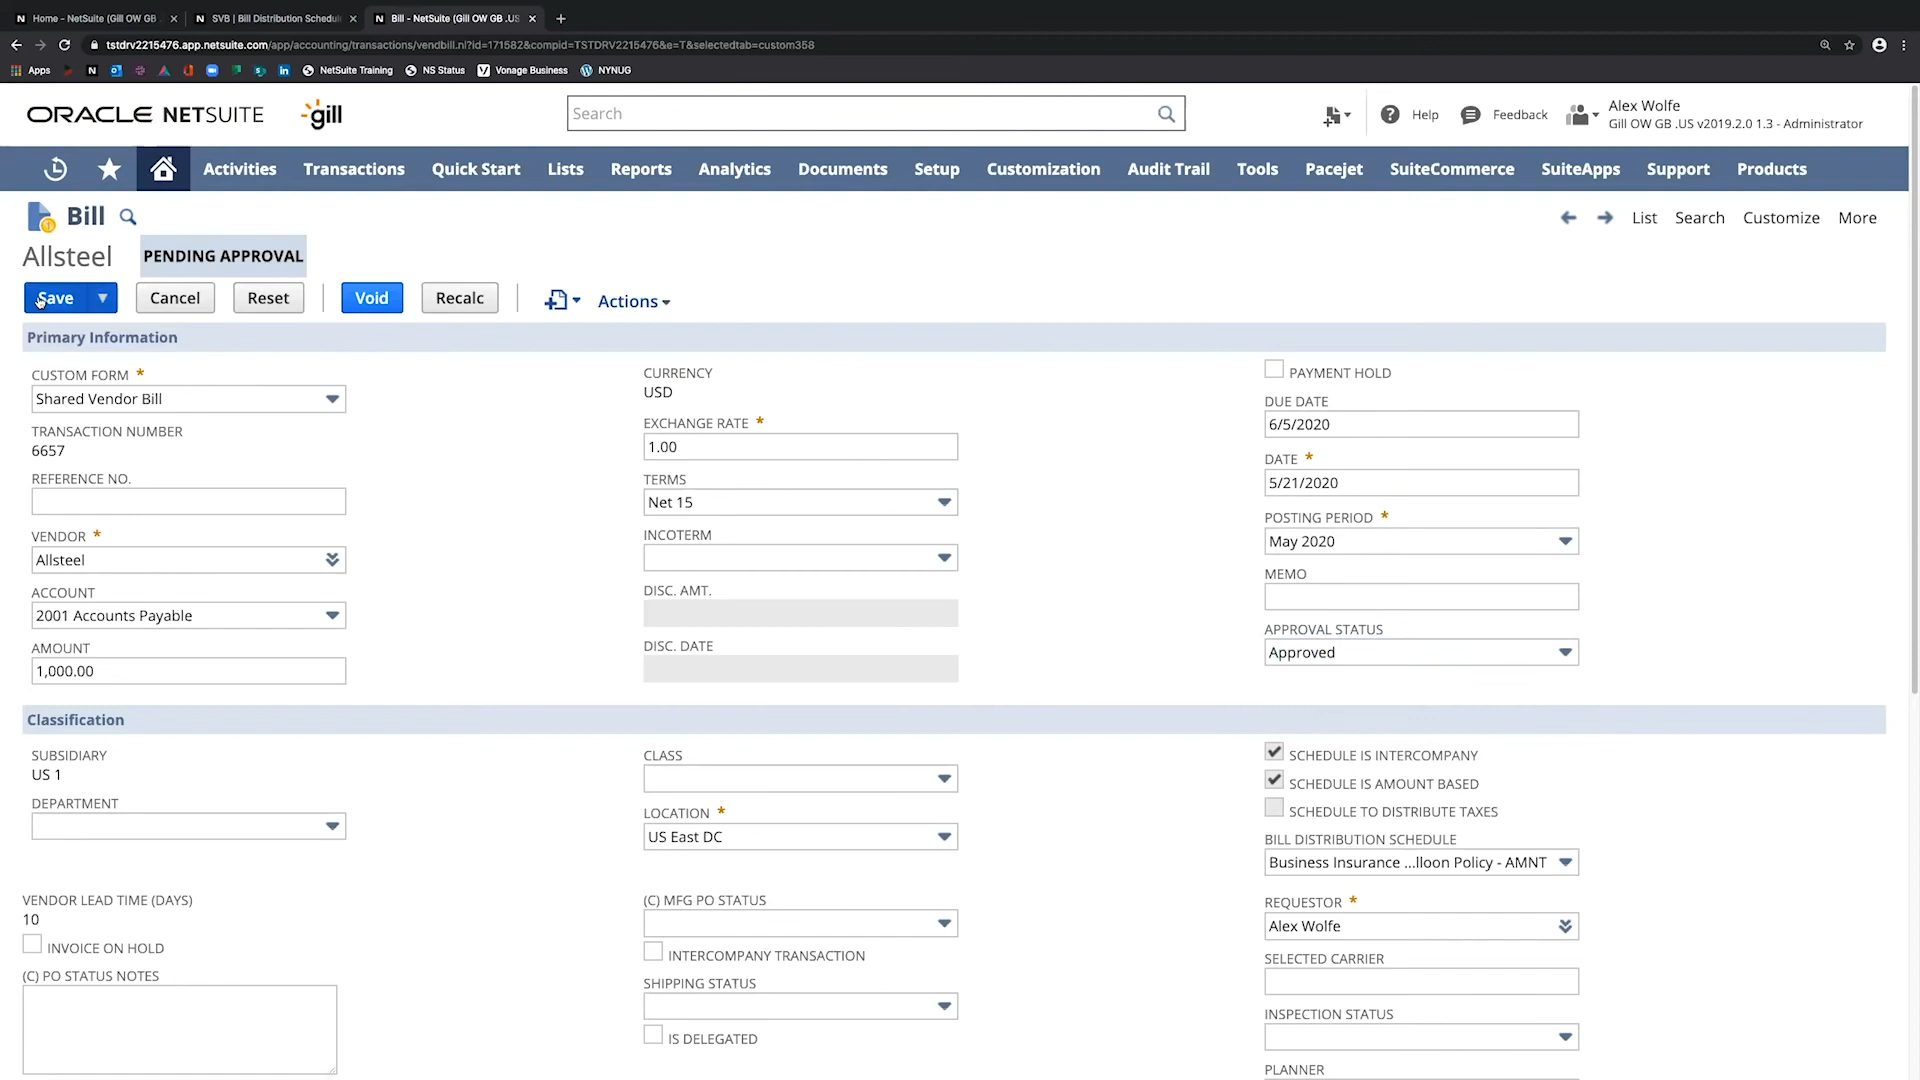 Home - NetSuite (Gill OW GB
SVB | Bill Distribution Schedul
Bill - NetSuite (Gill OW GB .US
tstdrv2215476.app.netsuite.com/app/accounting/transactions/vendbill.nl?id=171582&compid=TSTDRV2215476&e=T&selectedtab=custom358
Apps NetSuite Training NS Status Vonage Business NYNUG
ORACLE NETSUITE gill Search Help Feedback Alex Wolfe
Gill OW GB .US v2019.2.0 1.3 - Administrator
Activities Transactions Quick Start Lists Reports Analytics Documents Setup Customization Audit Trail Tools Pacejet SuiteCommerce SuiteApps Support Products
Bill List Search Customize More
Allsteel PENDING APPROVAL
Save Cancel Reset Void Recalc Actions
Primary Information
CUSTOM FORM *
Shared Vendor Bill
TRANSACTION NUMBER
6657
REFERENCE NO.
VENDOR *
Allsteel
ACCOUNT
2001 Accounts Payable
AMOUNT
1,000.00
CURRENCY
USD
EXCHANGE RATE *
1.00
TERMS
Net 15
INCOTERM
DISC. AMT.
DISC. DATE
PAYMENT HOLD
DUE DATE
6/5/2020
DATE *
5/21/2020
POSTING PERIOD *
May 2020
MEMO
APPROVAL STATUS
Approved
Classification
SUBSIDIARY
US 1
DEPARTMENT
CLASS
LOCATION *
US East DC
SCHEDULE IS INTERCOMPANY
SCHEDULE IS AMOUNT BASED
SCHEDULE TO DISTRIBUTE TAXES
BILL DISTRIBUTION SCHEDULE
Business Insurance ...lloon Policy - AMNT
VENDOR LEAD TIME (DAYS)
10
INVOICE ON HOLD
(C) PO STATUS NOTES
(C) MFG PO STATUS
INTERCOMPANY TRANSACTION
SHIPPING STATUS
IS DELEGATED
REQUESTOR *
Alex Wolfe
SELECTED CARRIER
INSPECTION STATUS
PLANNER